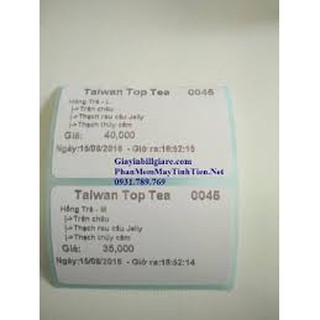 Taiwan Top Tea 0045
Hồng Trà - L
|->Trân châu
|->Thạch rau câu Jelly
|->Thạch thủy cẩm
Giá: 40,000
Ngày:15/08/2016 - Giờ ra:18:52:15
Giayinbillgiare.com
PhanMemMayTinhTien.Net
0931.789.769
Taiwan Top Tea 0045
Hồng Trà - M
|->Trân châu
|->Thạch rau câu Jelly
|->Thạch thủy cẩm
Giá: 35,000
Ngày:15/08/2016 - Giờ ra:18:52:14